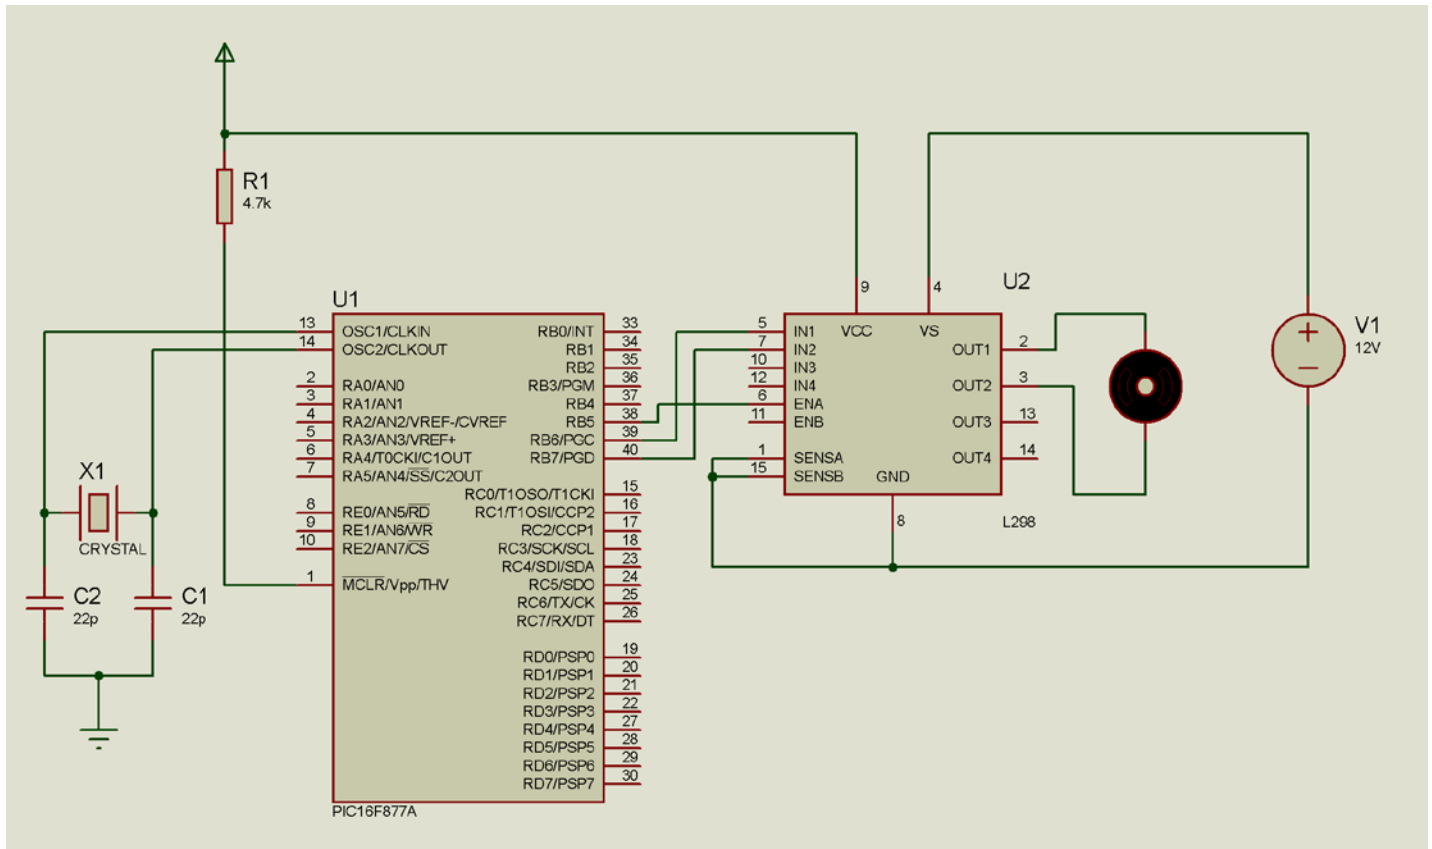 R1
4.7k
U1
13 OSC1/CLKIN
14 OSC2/CLKOUT
2 RA0/AN0
3 RA1/AN1
4 RA2/AN2/VREF-/CVREF
5 RA3/AN3/VREF+
6 RA4/T0CKI/C1OUT
7 RA5/AN4/SS/C2OUT
8 RE0/AN5/RD
9 RE1/AN6/WR
10 RE2/AN7/CS
1 MCLR/Vpp/THV
RB0/INT 33
RB1 34
RB2 35
RB3/PGM 36
RB4 37
RB5 38
RB6/PGC 39
RB7/PGD 40
RC0/T1OSO/T1CKI 15
RC1/T1OSI/CCP2 16
RC2/CCP1 17
RC3/SCK/SCL 18
RC4/SDI/SDA 23
RC5/SDO 24
RC6/TX/CK 25
RC7/RX/DT 26
RD0/PSP0 19
RD1/PSP1 20
RD2/PSP2 21
RD3/PSP3 22
RD4/PSP4 27
RD5/PSP5 28
RD6/PSP6 29
RD7/PSP7 30
PIC16F877A
X1
CRYSTAL
C2
22p
C1
22p
U2
9 4
VCC VS
5 IN1
7 IN2
10 IN3
12 IN4
6 ENA
11 ENB
1 SENSA
15 SENSB
OUT1 2
OUT2 3
OUT3 13
OUT4 14
GND
8
L298
V1
12V